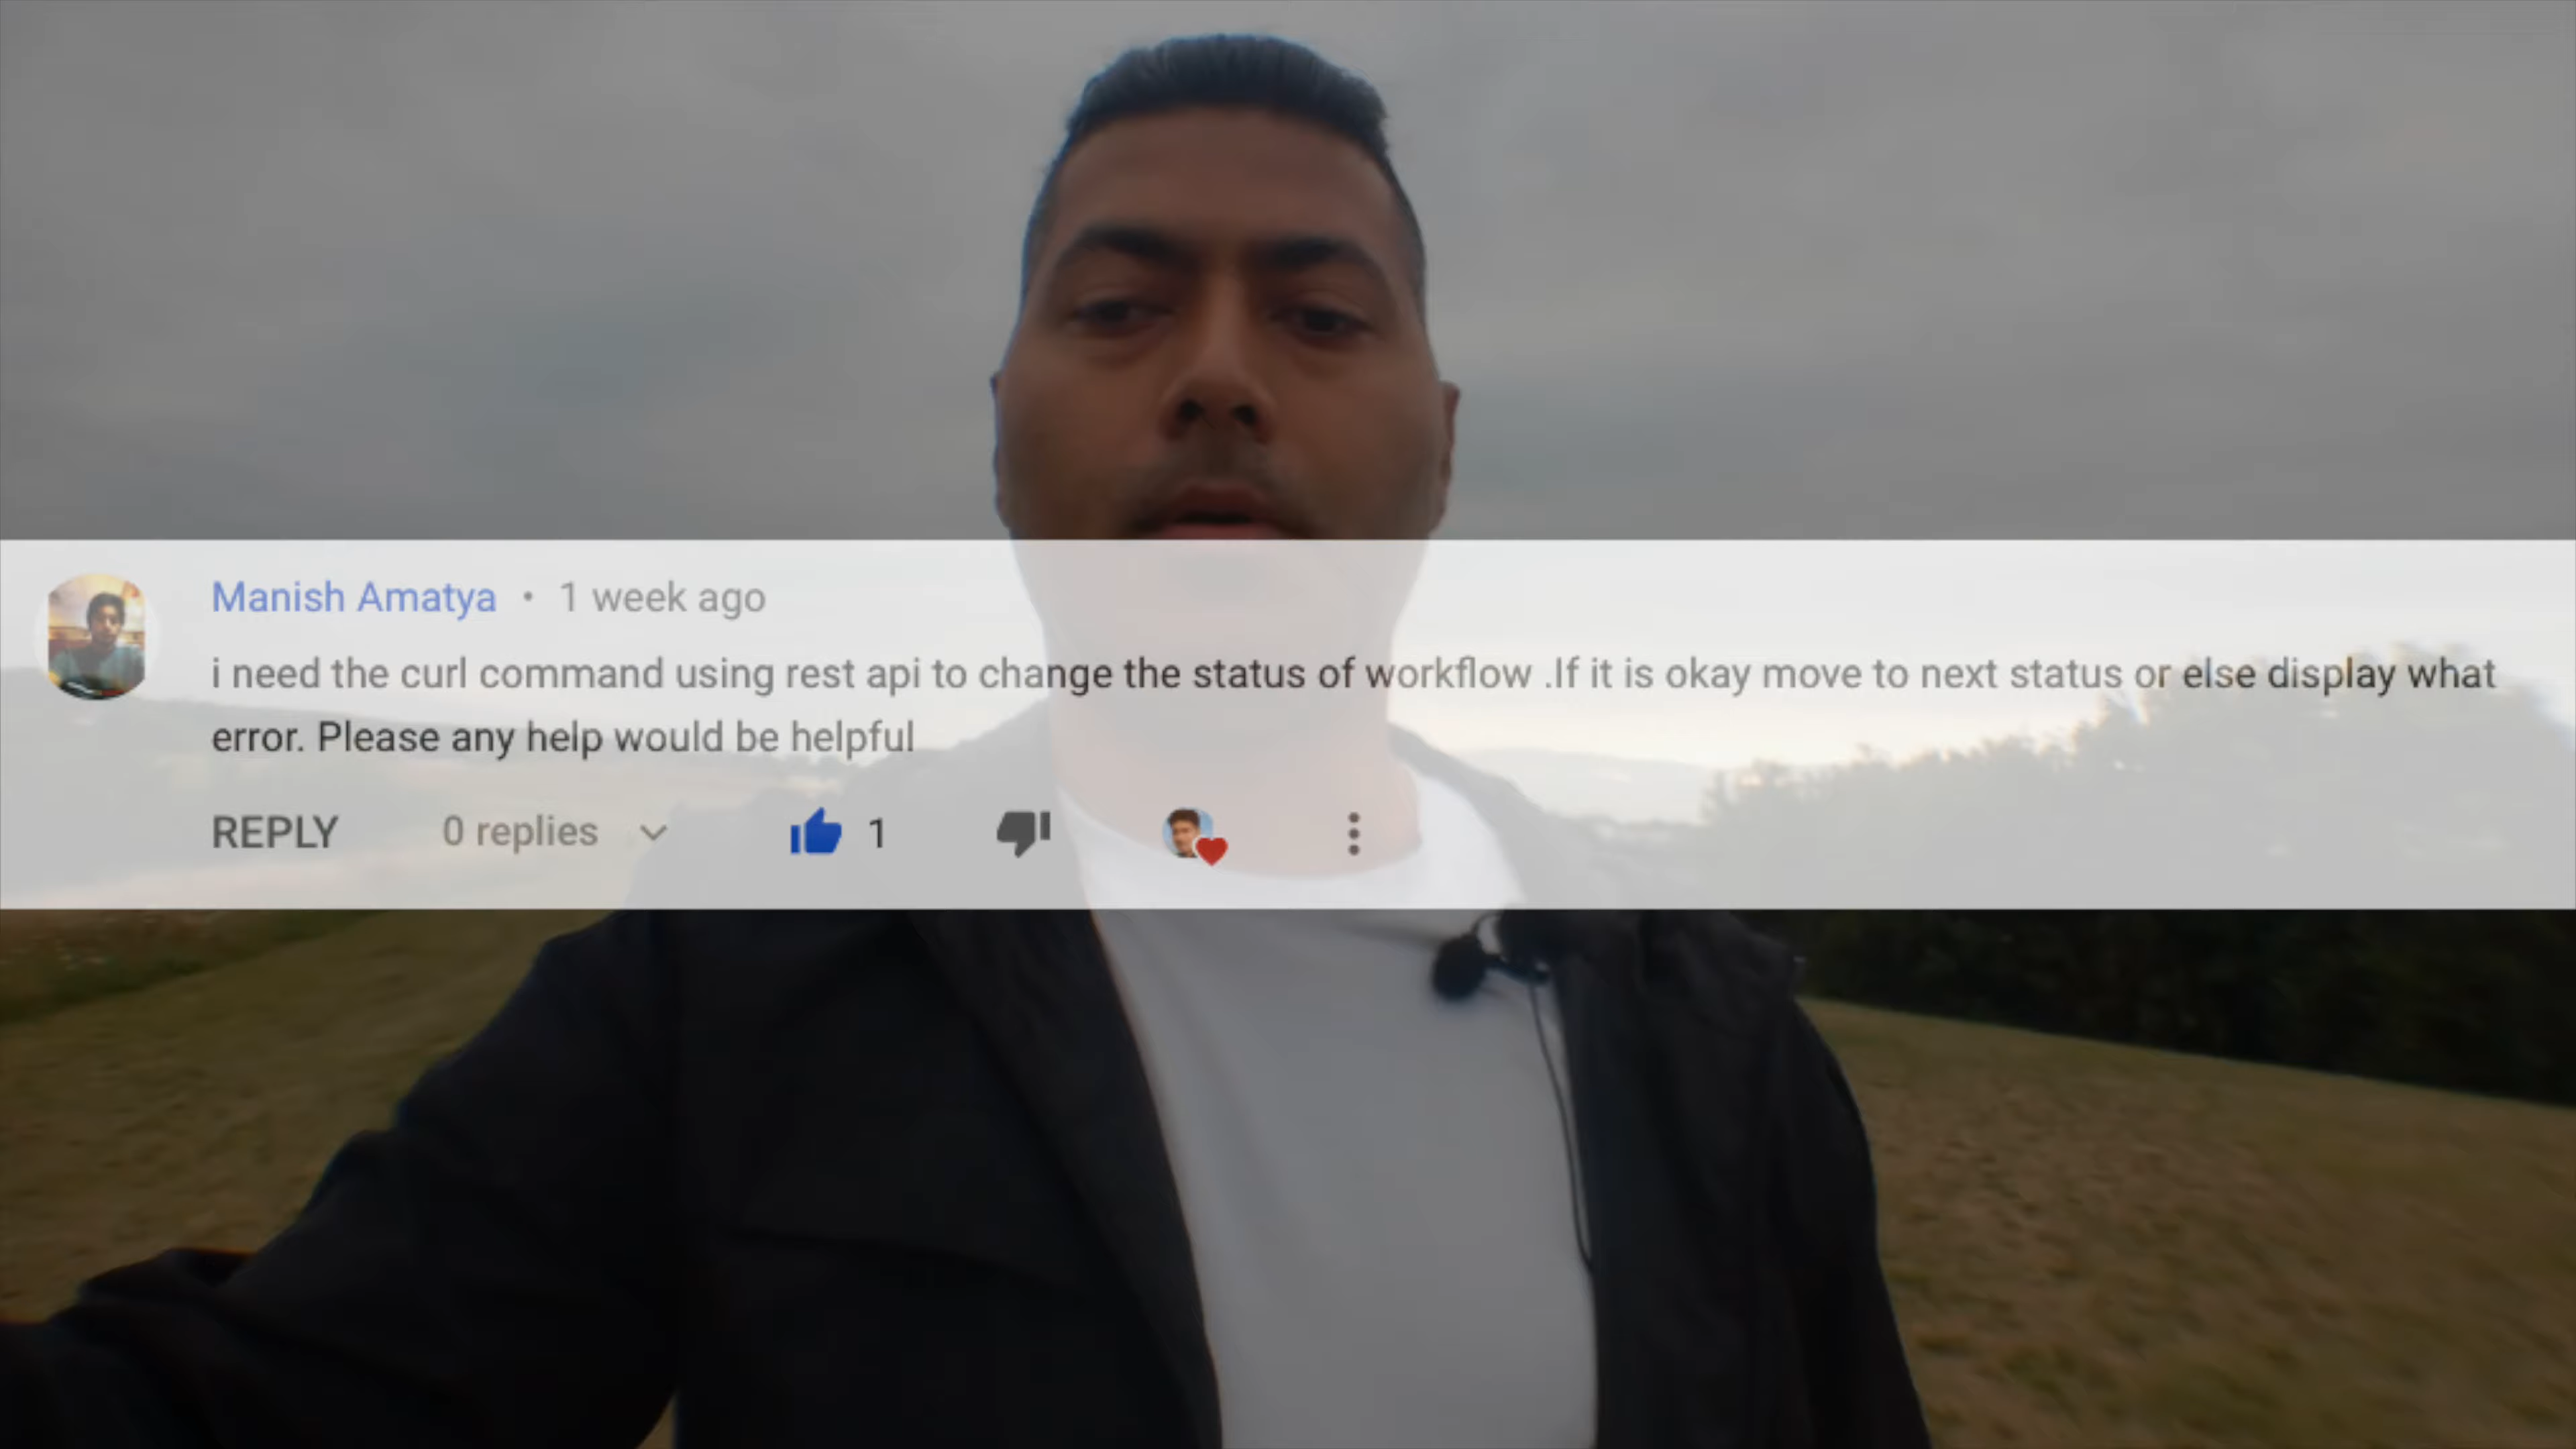 Manish Amatya • 1 week ago
i need the curl command using rest api to change the status of workflow .If it is okay move to next status or else display what
error. Please any help would be helpful
REPLY 0 replies 1